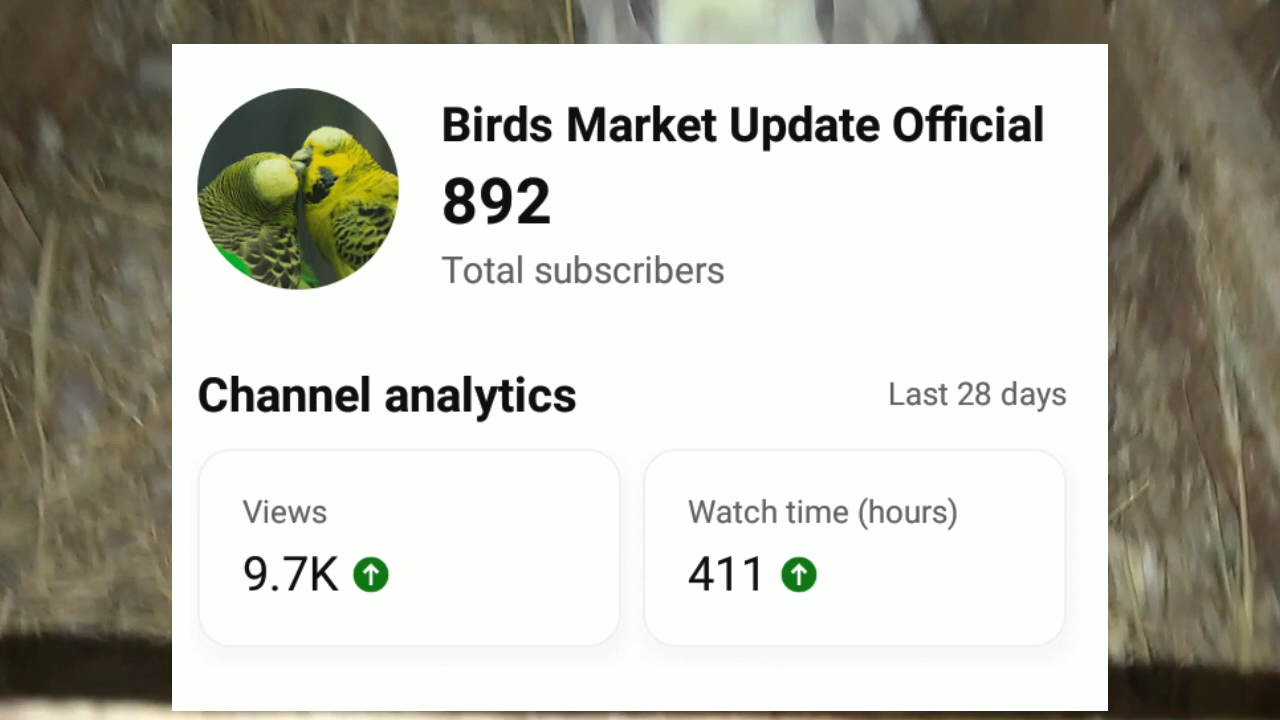 Birds Market Update Official
892
Total subscribers
Channel analytics
Last 28 days
Views
Watch time (hours)
9.7K
411